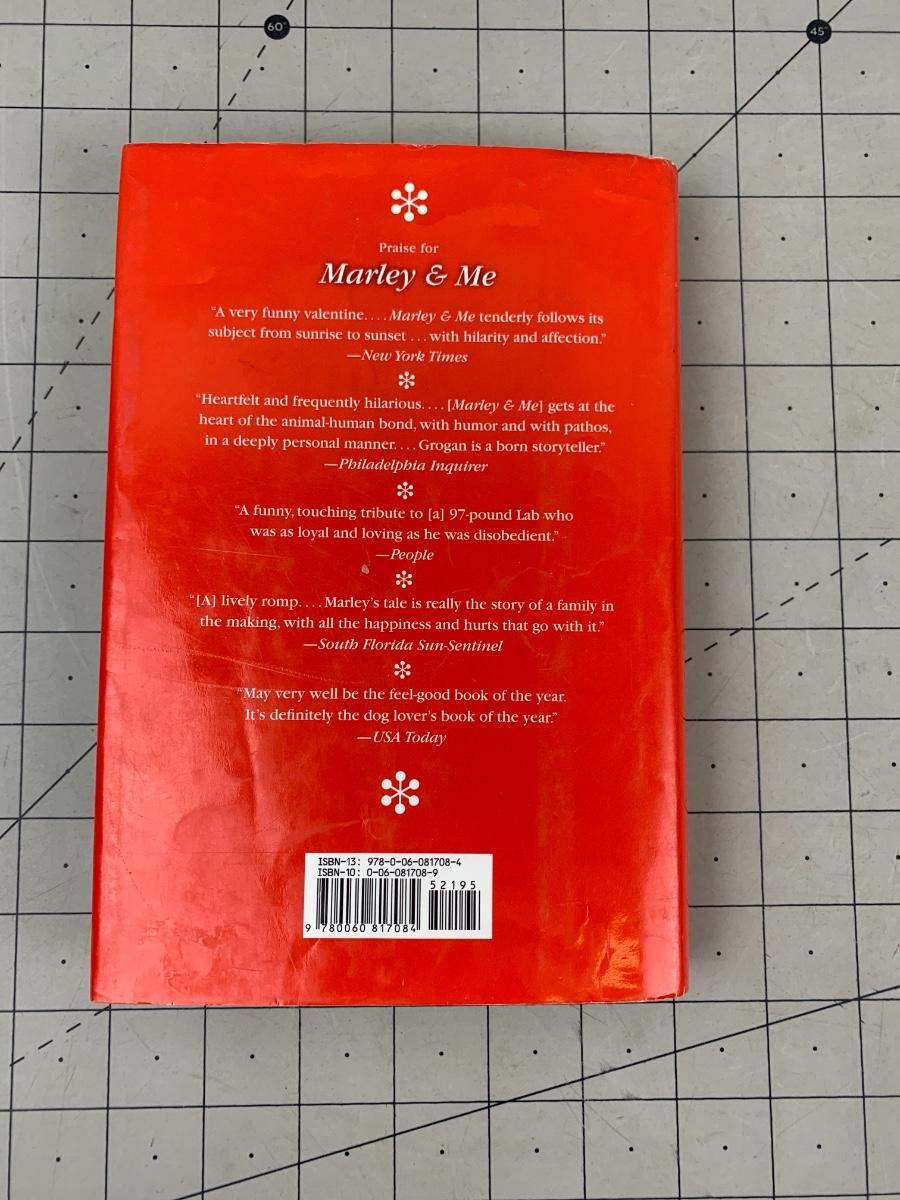 60°
45°
Praise for
Marley & Me
“A very funny valentine. . . . Marley & Me tenderly follows its
subject from sunrise to sunset . . . with hilarity and affection.”
—New York Times
“Heartfelt and frequently hilarious. . . . [Marley & Me] gets at the
heart of the animal-human bond, with humor and with pathos,
in a deeply personal manner. . . . Grogan is a born storyteller.”
—Philadelphia Inquirer
“A funny, touching tribute to [a] 97-pound Lab who
was as loyal and loving as he was disobedient.”
—People
“[A] lively romp. . . . Marley’s tale is really the story of a family in
the making, with all the happiness and hurts that go with it.”
—South Florida Sun-Sentinel
“May very well be the feel-good book of the year.
It’s definitely the dog lover’s book of the year.”
—USA Today
ISBN-13: 978-0-06-081708-4
ISBN-10: 0-06-081708-9
52195
9 780060 817084